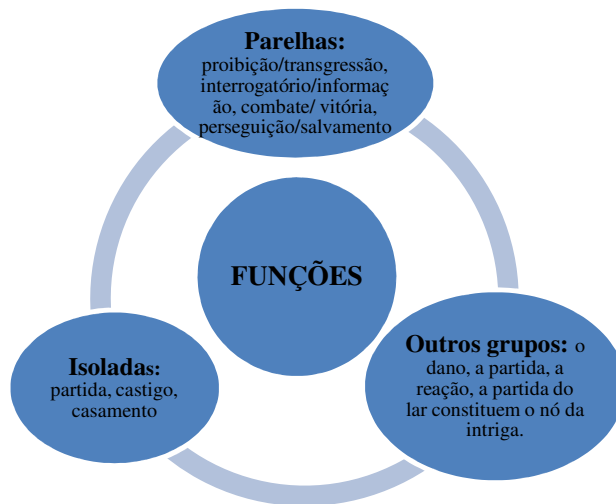 Parelhas:
proibição/transgressão,
interrogatório/informaç
ão, combate/ vitória,
perseguição/salvamento
FUNÇÕES
Isoladas:
partida, castigo,
casamento
Outros grupos: o
dano, a partida, a
reação, a partida do
lar constituem o nó da
intriga.